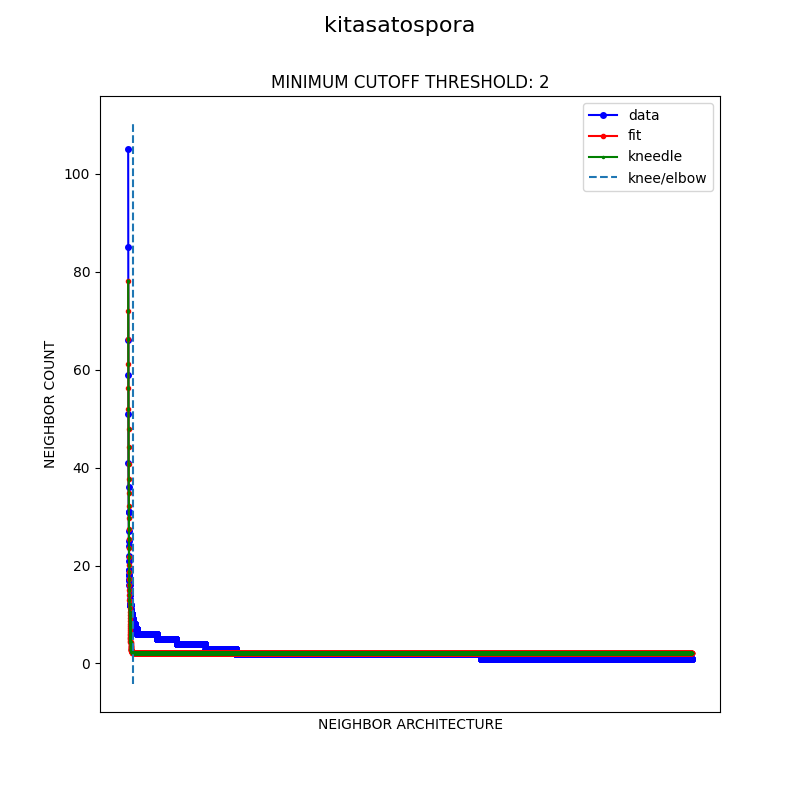 kitasatospora
MINIMUM CUTOFF THRESHOLD: 2
data
fit
kneedle
knee/elbow
100
80
60
40
20
0
NEIGHBOR COUNT
NEIGHBOR ARCHITECTURE